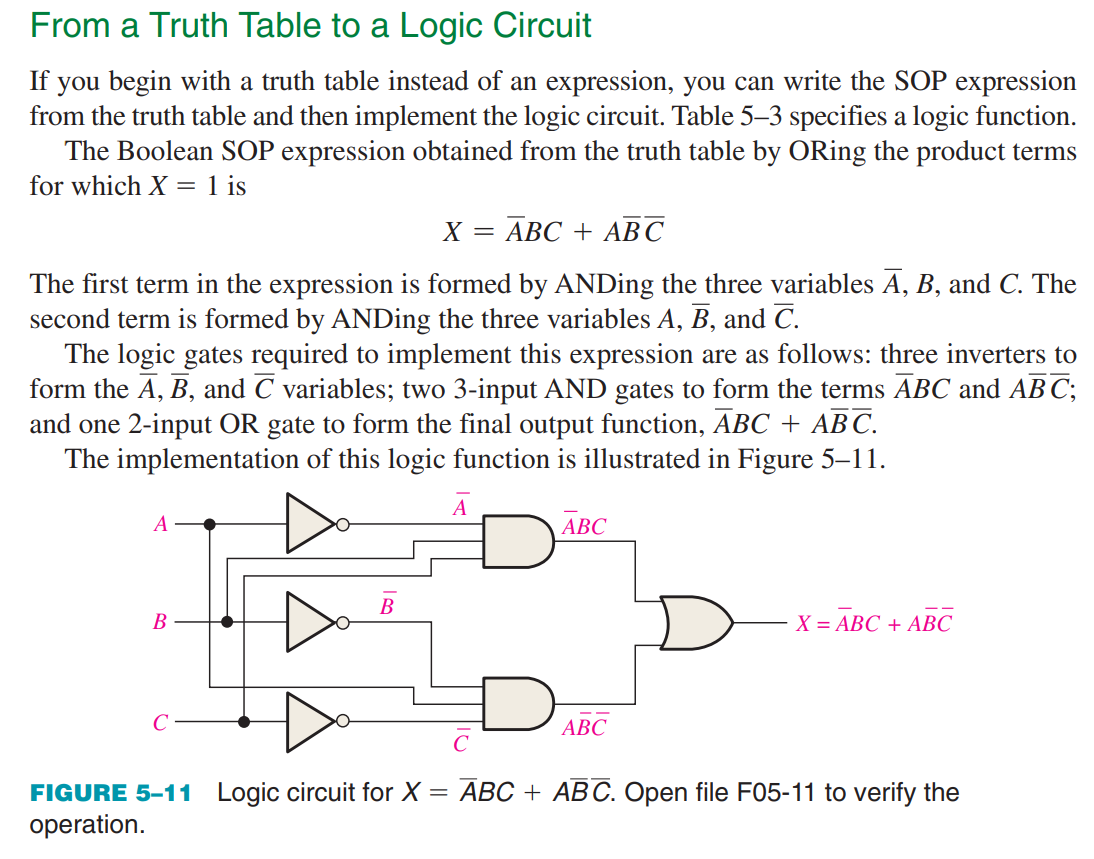 From a Truth Table to a Logic Circuit
If you begin with a truth table instead of an expression, you can write the SOP expression
from the truth table and then implement the logic circuit. Table 5–3 specifies a logic function.
The Boolean SOP expression obtained from the truth table by ORing the product terms
for which X = 1 is
X = A̅BC + AB̅C̅
The first term in the expression is formed by ANDing the three variables A̅, B, and C. The
second term is formed by ANDing the three variables A, B̅, and C̅.
The logic gates required to implement this expression are as follows: three inverters to
form the A̅, B̅, and C̅ variables; two 3-input AND gates to form the terms A̅BC and AB̅C̅;
and one 2-input OR gate to form the final output function, A̅BC + AB̅C̅.
The implementation of this logic function is illustrated in Figure 5–11.
A
A̅
A̅BC
B
B̅
X = A̅BC + AB̅C̅
C
C̅
AB̅C̅
FIGURE 5–11 Logic circuit for X = A̅BC + AB̅C̅. Open file F05-11 to verify the
operation.